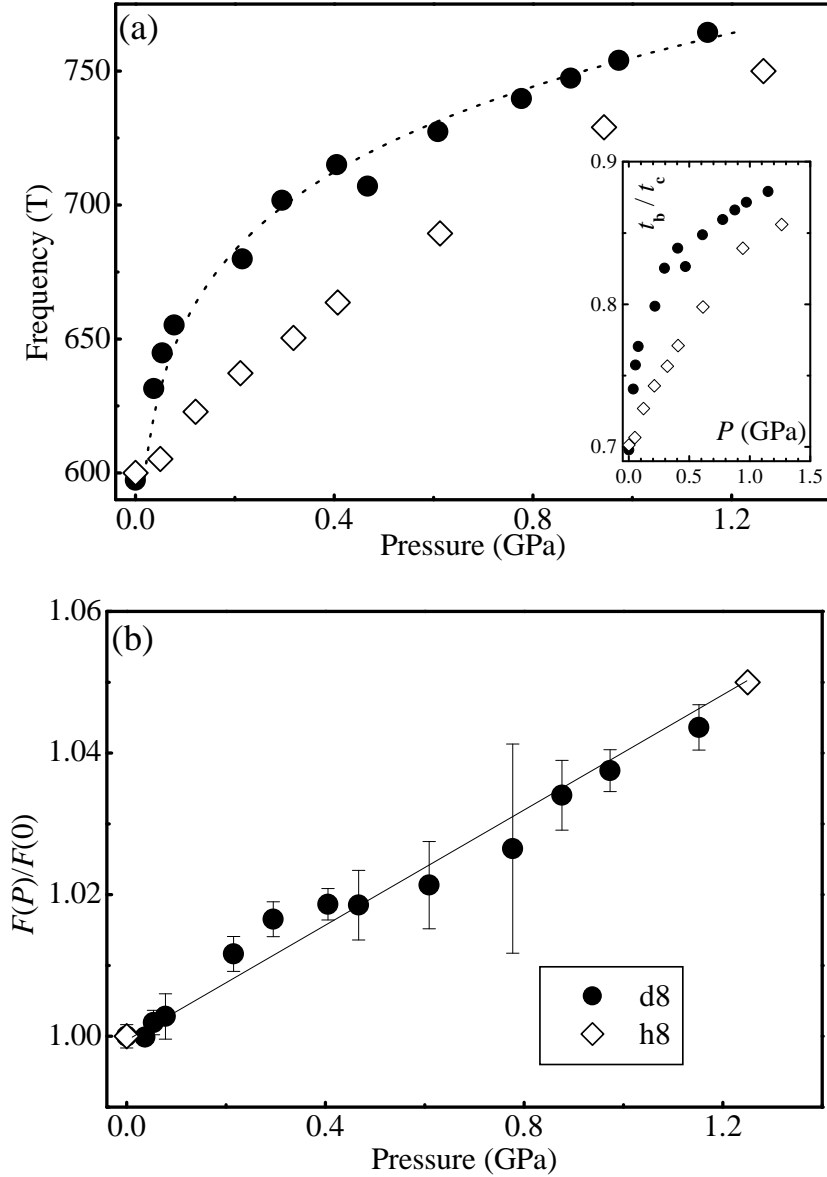 (a)
750
700
650
600
Frequency (T)
0.0 0.4 0.8 1.2
Pressure (GPa)
0.9
0.8
0.7
t_b / t_c
P (GPa)
0.0 0.5 1.0 1.5
(b)
1.06
1.04
1.02
1.00
F(P)/F(0)
d8
h8
0.0 0.4 0.8 1.2
Pressure (GPa)